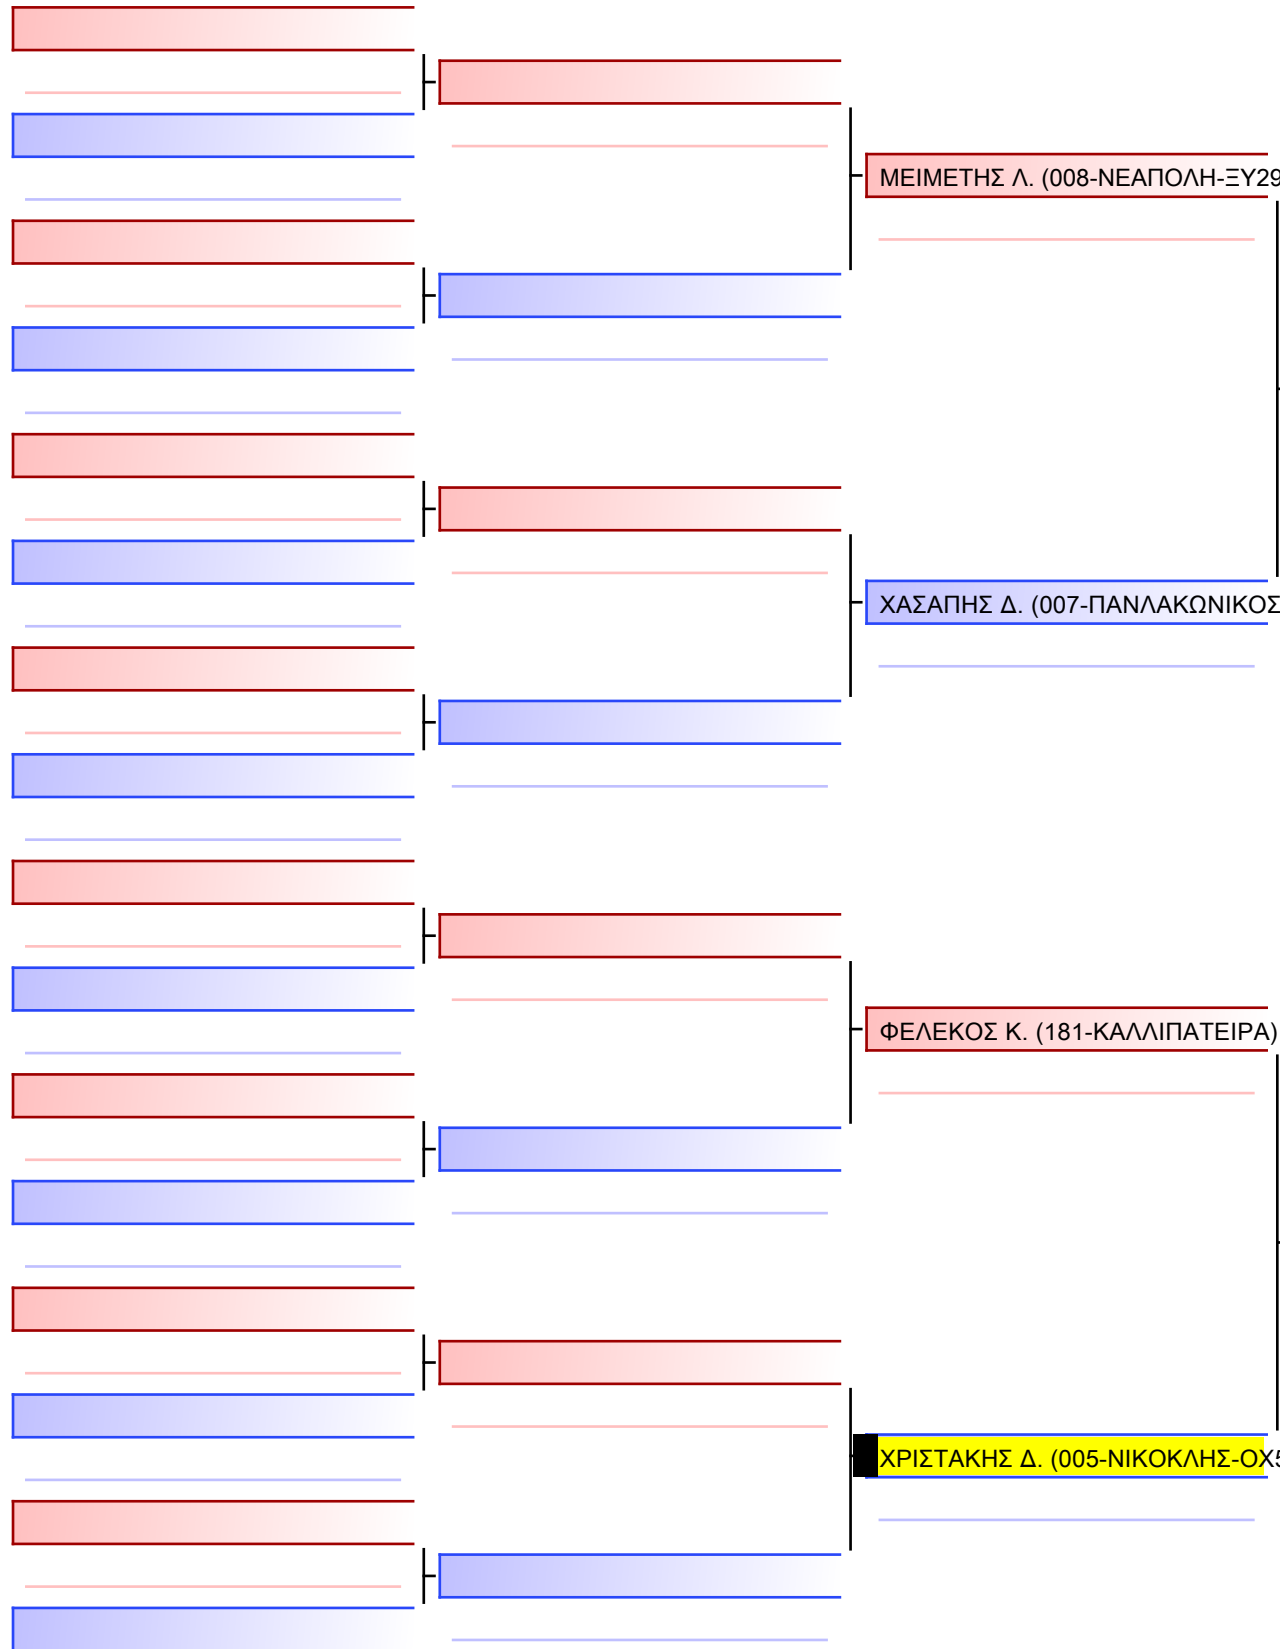 ΜΕΙΜΕΤΗΣ Λ. (008-ΝΕΑΠΟΛΗ-ΞΥ29
ΧΑΣΑΠΗΣ Δ. (007-ΠΑΝΛΑΚΩΝΙΚΟΣ
ΦΕΛΕΚΟΣ Κ. (181-ΚΑΛΛΙΠΑΤΕΙΡΑ)
ΧΡΙΣΤΑΚΗΣ Δ. (005-ΝΙΚΟΚΛΗΣ-ΟΧ5